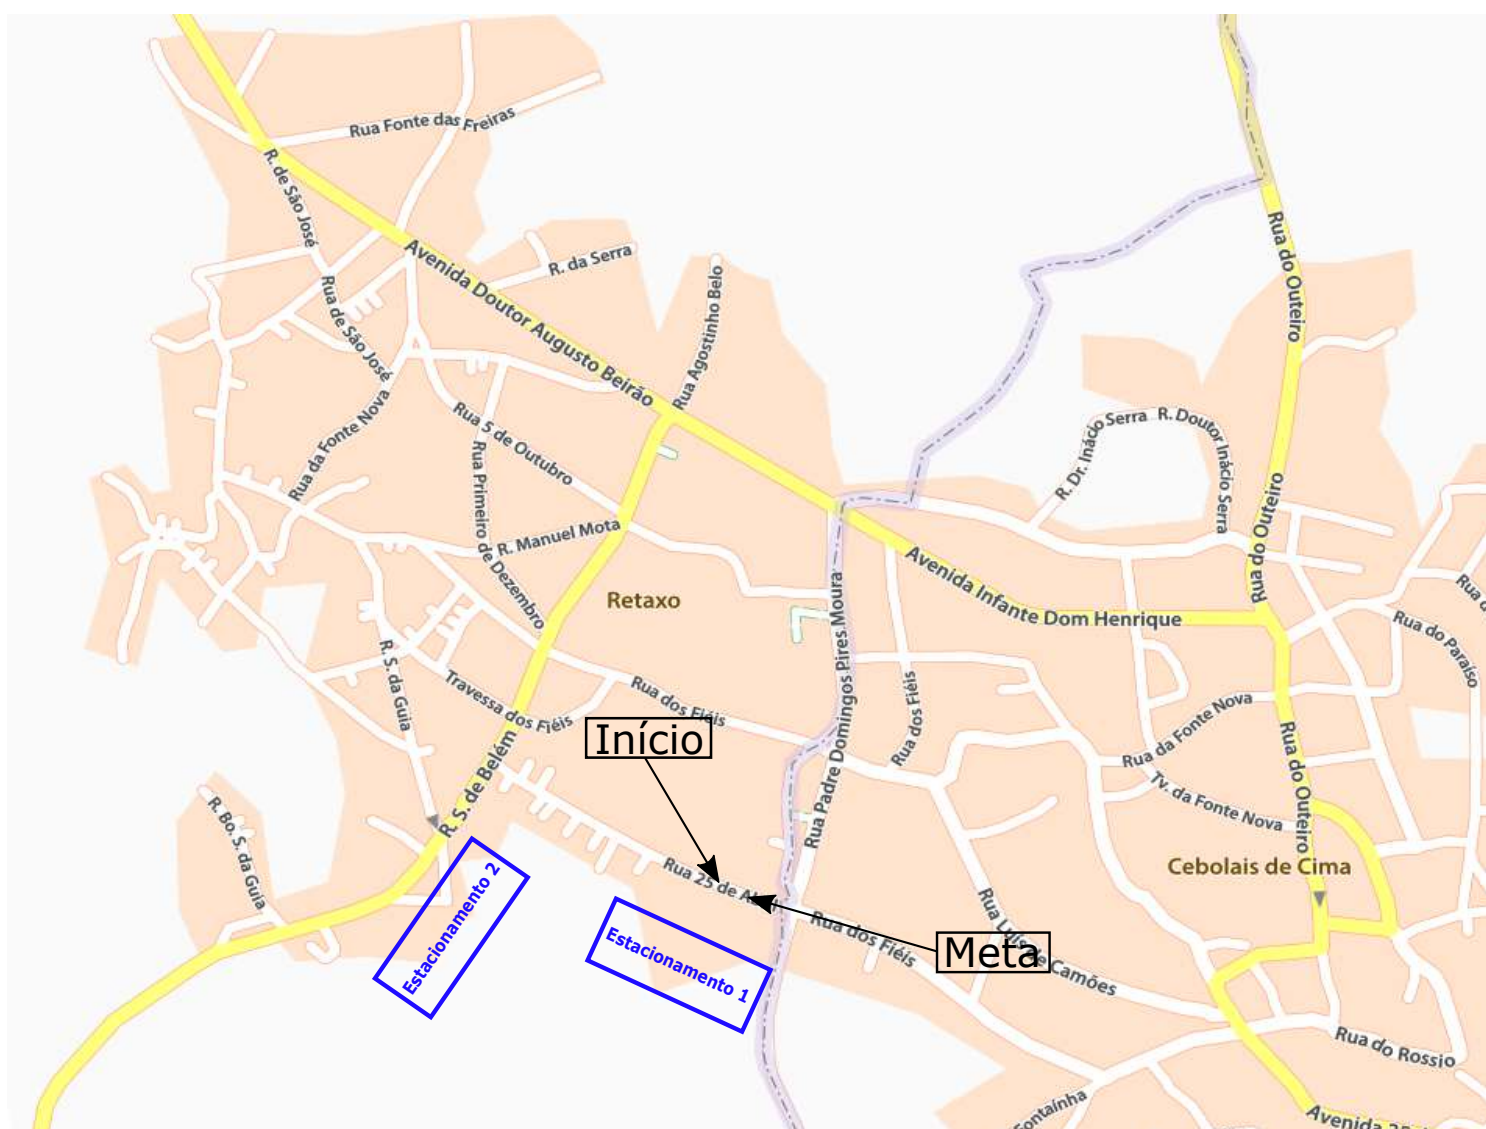 Rua Fonte das Freiras
R. de São José
Avenida Doutor Augusto Beirão
R. da Serra
Rua Agostinho Belo
Rua do Outeiro
Rua de São José
Rua da Fonte Nova
Rua 5 de Outubro
Rua Primeiro de Dezembro
R. Manuel Mota
R. Dr. Inácio Serra
R. Doutor Inácio Serra
Rua do Outeiro
Avenida Infante Dom Henrique
Retaxo
Rua Padre Domingos Pires Moura
Rua do Paraíso
R. S. da Guia
Travessa dos Fiéis
Rua dos Fiéis
Rua dos Fiéis
Rua da Fonte Nova
Tv. da Fonte Nova
Rua do Outeiro
Início
R. S. de Belém
R. Bo. S. da Guia
Rua 25 de
Cebolais de Cima
Rua dos Fiéis
Rua Luís de Camões
Meta
Estacionamento 2
Estacionamento 1
Rua do Rossio
Fontaínha
Avenida